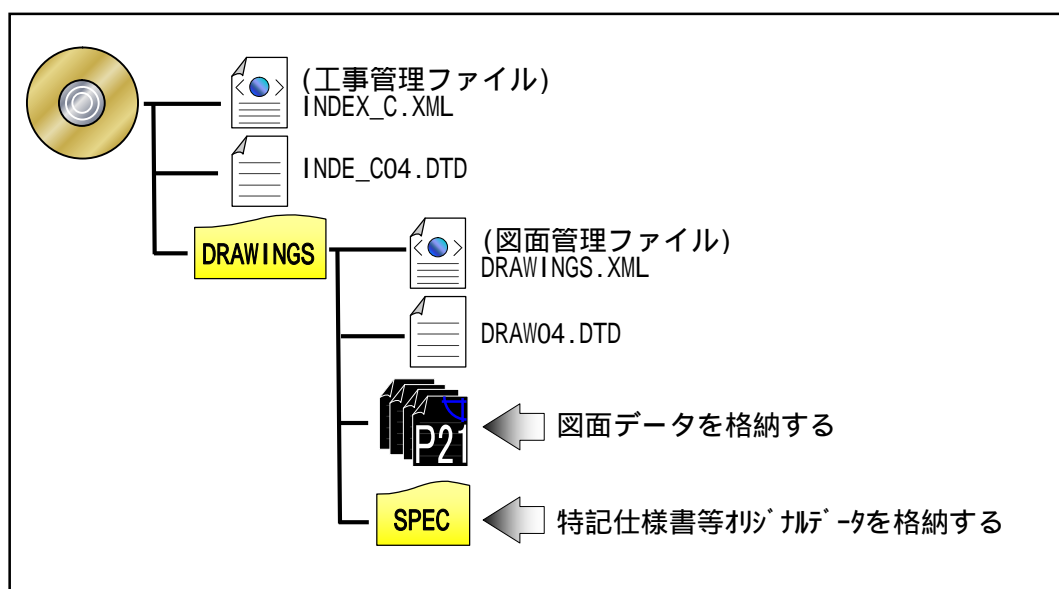 (工事管理ファイル)
INDEX_C.XML
INDE_C04.DTD
DRAWINGS
(図面管理ファイル)
DRAWINGS.XML
DRAW04.DTD
P21
図面データを格納する
SPEC
特記仕様書等ｵﾘｼﾞﾅﾙﾃﾞｰﾀを格納する